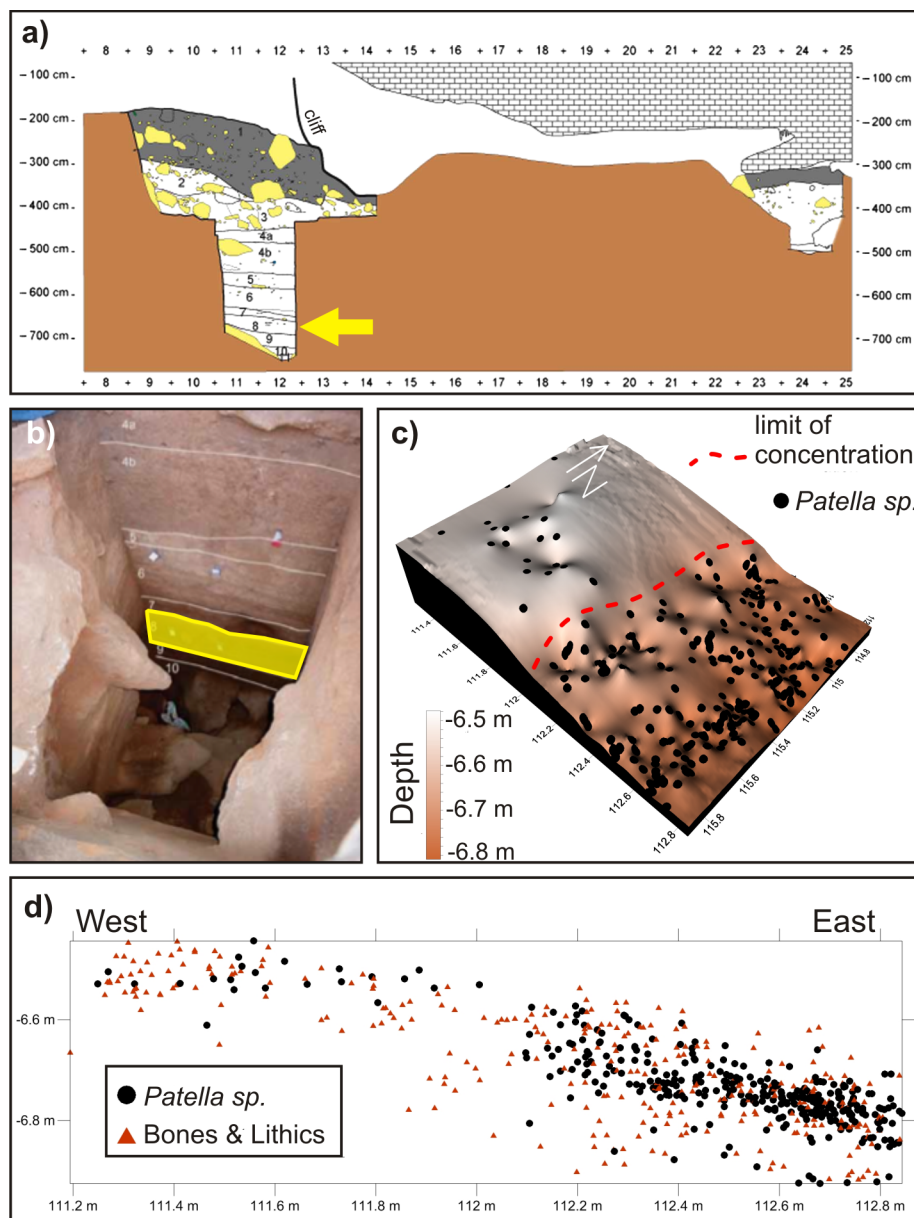 a)
8 + 9 + 10 + 11 + 12 + 13 + 14 + 15 + 16 + 17 + 18 + 19 + 20 + 21 + 22 + 23 + 24 + 25
– 100 cm – – 100 cm
– 200 cm – – 200 cm
– 300 cm – – 300 cm
– 400 cm – – 400 cm
– 500 cm – – 500 cm
– 600 cm – – 600 cm
– 700 cm – – 700 cm
cliff
1
2
3
4a
4b
5
6
7
8
9
10
8 + 9 + 10 + 11 + 12 + 13 + 14 + 15 + 16 + 17 + 18 + 19 + 20 + 21 + 22 + 23 + 24 + 25
b)
4a
4b
5
6
7
8
9
10
c)
limit of
concentration
Patella sp.
N
111.4
111.6
111.8
112
112.2
112.4
112.6
112.8
115.8
115.6
115.4
115.2
115
114.8
Depth
-6.5 m
-6.6 m
-6.7 m
-6.8 m
d)
West East
-6.6 m
-6.8 m
Patella sp.
Bones & Lithics
111.2 m 111.4 m 111.6 m 111.8 m 112 m 112.2 m 112.4 m 112.6 m 112.8 m